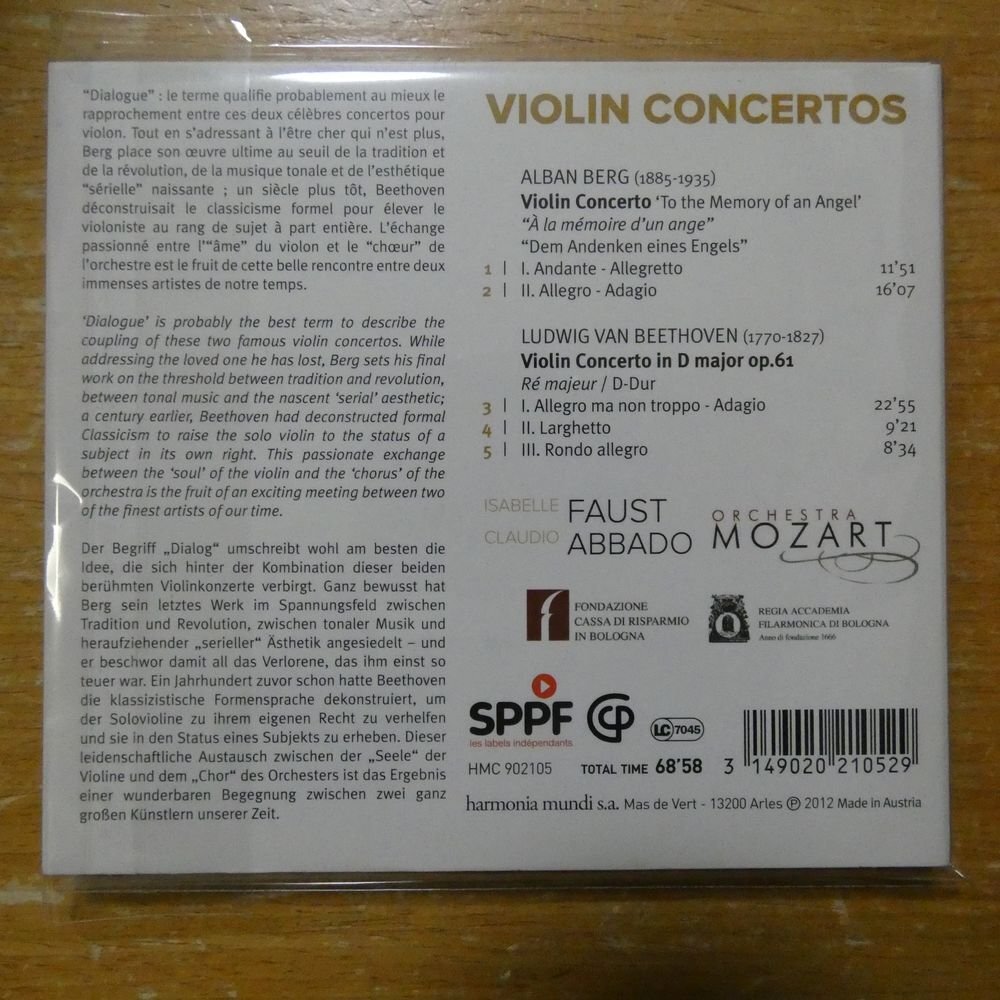 “Dialogue” : le terme qualifie probablement au mieux le
rapprochement entre ces deux célèbres concertos pour
violon. Tout en s’adressant à l’être cher qui n’est plus,
Berg place son œuvre ultime au seuil de la tradition et
de la révolution, de la musique tonale et de l’esthétique
“sérielle” naissante ; un siècle plus tôt, Beethoven
déconstruisait le classicisme formel pour élever le
violoniste au rang de sujet à part entière. L’échange
passionné entre l’“âme” du violon et le “chœur” de
l’orchestre est le fruit de cette belle rencontre entre deux
immenses artistes de notre temps.
‘Dialogue’ is probably the best term to describe the
coupling of these two famous violin concertos. While
addressing the loved one he has lost, Berg sets his final
work on the threshold between tradition and revolution,
between tonal music and the nascent ‘serial’ aesthetic;
a century earlier, Beethoven had deconstructed formal
Classicism to raise the solo violin to the status of a
subject in its own right. This passionate exchange
between the ‘soul’ of the violin and the ‘chorus’ of the
orchestra is the fruit of an exciting meeting between two
of the finest artists of our time.
Der Begriff „Dialog“ umschreibt wohl am besten die
Idee, die sich hinter der Kombination dieser beiden
berühmten Violinkonzerte verbirgt. Ganz bewusst hat
Berg sein letztes Werk im Spannungsfeld zwischen
Tradition und Revolution, zwischen tonaler Musik und
heraufziehender „serieller“ Ästhetik angesiedelt – und
er beschwor damit all das Verlorene, das ihm einst so
teuer war. Ein Jahrhundert zuvor schon hatte Beethoven
die klassizistische Formensprache dekonstruiert, um
der Solovioline zu ihrem eigenen Recht zu verhelfen
und sie in den Status eines Subjekts zu erheben. Dieser
leidenschaftliche Austausch zwischen der „Seele“ der
Violine und dem „Chor“ des Orchesters ist das Ergebnis
einer wunderbaren Begegnung zwischen zwei ganz
großen Künstlern unserer Zeit.
VIOLIN CONCERTOS
ALBAN BERG (1885-1935)
Violin Concerto ‘To the Memory of an Angel’
“À la mémoire d’un ange”
“Dem Andenken eines Engels”
1 | I. Andante - Allegretto 11’51
2 | II. Allegro - Adagio 16’07
LUDWIG VAN BEETHOVEN (1770-1827)
Violin Concerto in D major op.61
Ré majeur / D-Dur
3 | I. Allegro ma non troppo - Adagio 22’55
4 | II. Larghetto 9’21
5 | III. Rondo allegro 8’34
ISABELLE FAUST
CLAUDIO ABBADO
ORCHESTRA
MOZART
FONDAZIONE
CASSA DI RISPARMIO
IN BOLOGNA
REGIA ACCADEMIA
FILARMONICA DI BOLOGNA
Anno di fondazione 1666
SPPF
les labels indépendants
LC 7045
HMC 902105 TOTAL TIME 68’58
3 149020 210529
harmonia mundi s.a. Mas de Vert - 13200 Arles ℗ 2012 Made in Austria